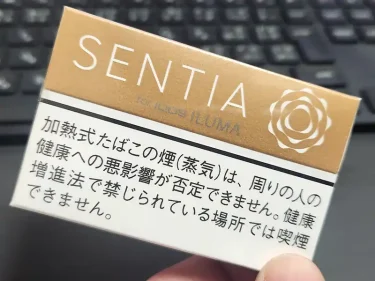 SENTIA
for IQOS ILUMA
加熱式たばこの煙(蒸気)は、周りの人の
健康への悪影響が否定できません。健康
増進法で禁じられている場所では喫煙
できません。